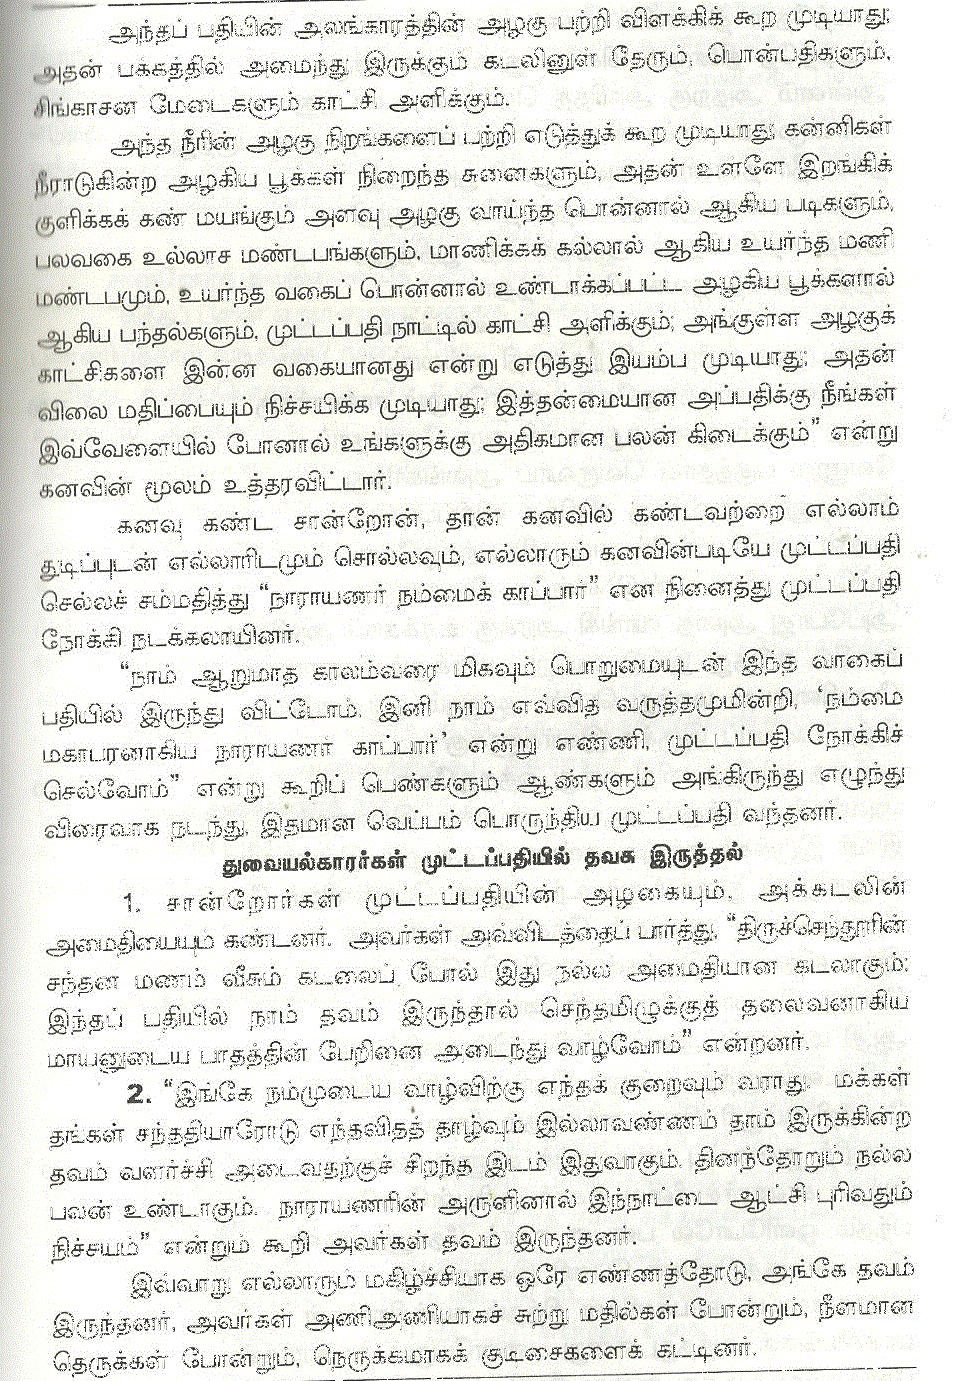 அந்தப் பதியின் அலங்காரத்தின் அழகு பற்றி விளக்கிக் கூற முடியாது;
அதன் பக்கத்தில் அமைந்து இருக்கும் கடலினுள் தேரும், பொன்பதிகளும்,
சிங்காசன மேடைகளும் காட்சி அளிக்கும்.
அந்த நீரின் அழகு நிறங்களைப் பற்றி எடுத்துக் கூற முடியாது; கன்னிகள்
நீராடுகின்ற அழகிய பூக்கள் நிறைந்த சுனைகளும், அதன் உள்ளே இறங்கிக்
குளிக்கக் கண் மயங்கும் அளவு அழகு வாய்ந்த பொன்னால் ஆகிய படிகளும்,
பலவகை உல்லாச மண்டபங்களும், மாணிக்கக் கல்லால் ஆகிய உயர்ந்த மணி
மண்டபமும், உயர்ந்த வகைப் பொன்னால் உண்டாக்கப்பட்ட அழகிய பூக்களால்
ஆகிய பந்தல்களும், முட்டப்பதி நாட்டில் காட்சி அளிக்கும்; அங்குள்ள அழகுக்
காட்சிகளை இன்ன வகையானது என்று எடுத்து இயம்ப முடியாது; அதன்
விலை மதிப்பையும் நிச்சயிக்க முடியாது; இத்தன்மையான அப்பதிக்கு நீங்கள்
இவ்வேளையில் போனால் உங்களுக்கு அதிகமான பலன் கிடைக்கும்” என்று
கனவின் மூலம் உத்தரவிட்டார்.
கனவு கண்ட சான்றோன், தான் கனவில் கண்டவற்றை எல்லாம்
துடிப்புடன் எல்லாரிடமும் சொல்லவும், எல்லாரும் கனவின்படியே முட்டப்பதி
செல்லச் சம்மதித்து “நாராயணர் நம்மைக் காப்பார்” என நினைத்து முட்டப்பதி
நோக்கி நடக்கலாயினர்.
“நாம் ஆறுமாத காலம்வரை மிகவும் பொறுமையுடன் இந்த வாகைப்
பதியில் இருந்து விட்டோம். இனி நாம் எவ்வித வருத்தமுமின்றி, ‘நம்மை
மகாபரனாகிய நாராயணர் காப்பார்’ என்று எண்ணி, முட்டப்பதி நோக்கிச்
செல்வோம்” என்று கூறிப் பெண்களும் ஆண்களும் அங்கிருந்து எழுந்து
விரைவாக நடந்து, இதமான வெப்பம் பொருந்திய முட்டப்பதி வந்தனர்.
துவையல்காரர்கள் முட்டப்பதியில் தவசு இருத்தல்
1. சான்றோர்கள் முட்டப்பதியின் அழகையும், அக்கடலின்
அமைதியையும் கண்டனர். அவர்கள் அவ்விடத்தைப் பார்த்து, “திருச்செந்தூரின்
சந்தன மணம் வீசும் கடலைப் போல் இது நல்ல அமைதியான கடலாகும்;
இந்தப் பதியில் நாம் தவம் இருந்தால் செந்தமிழுக்குத் தலைவனாகிய
மாயனுடைய பாதத்தின் பேறினை அடைந்து வாழ்வோம்” என்றனர்.
2. “இங்கே நம்முடைய வாழ்விற்கு எந்தக் குறைவும் வராது. மக்கள்
தங்கள் சந்ததியாரோடு எந்தவிதத் தாழ்வும் இல்லாவண்ணம் தாம் இருக்கின்ற
தவம் வளர்ச்சி அடைவதற்குச் சிறந்த இடம் இதுவாகும். தினந்தோறும் நல்ல
பலன் உண்டாகும். நாராயணரின் அருளினால் இந்நாட்டை ஆட்சி புரிவதும்
நிச்சயம்” என்றும் கூறி அவர்கள் தவம் இருந்தனர்.
இவ்வாறு எல்லாரும் மகிழ்ச்சியாக ஒரே எண்ணத்தோடு, அங்கே தவம்
இருந்தனர், அவர்கள் அணிஅணியாகச் சுற்று மதில்கள் போன்றும், நீளமான
தெருக்கள் போன்றும், நெருக்கமாகக் குடிசைகளைக் கட்டினர்.